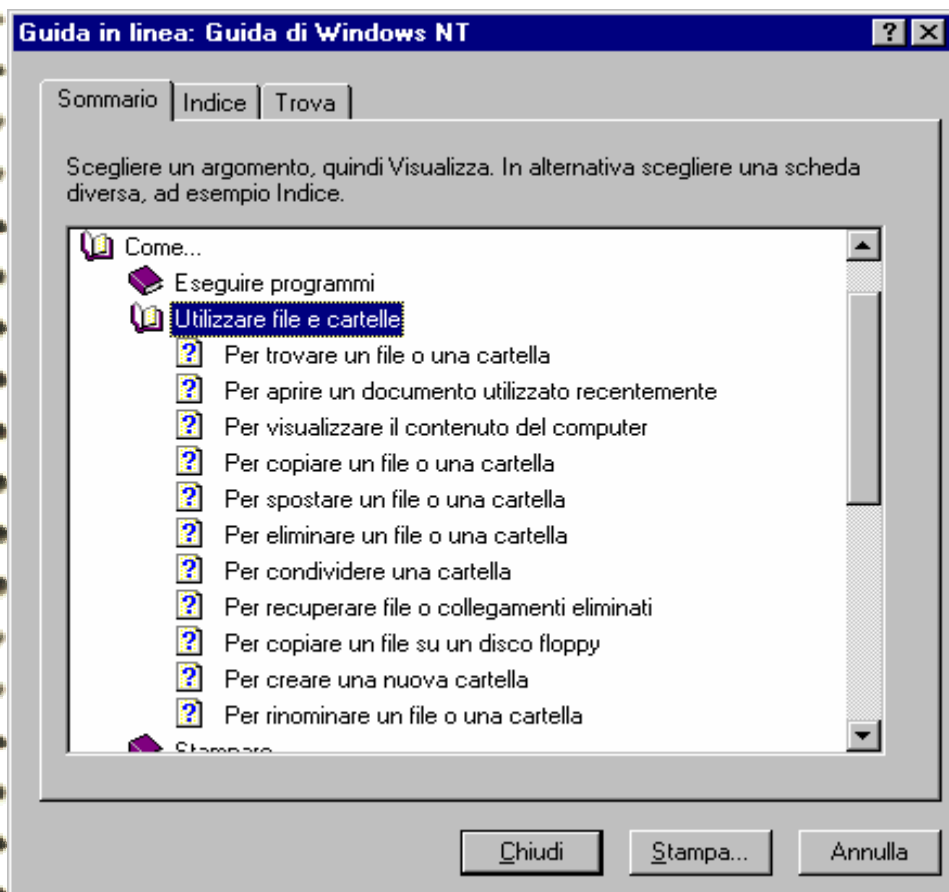 Guida in linea: Guida di Windows NT
Sommario Indice Trova
Scegliere un argomento, quindi Visualizza. In alternativa scegliere una scheda
diversa, ad esempio Indice.
Come...
Eseguire programmi
Utilizzare file e cartelle
Per trovare un file o una cartella
Per aprire un documento utilizzato recentemente
Per visualizzare il contenuto del computer
Per copiare un file o una cartella
Per spostare un file o una cartella
Per eliminare un file o una cartella
Per condividere una cartella
Per recuperare file o collegamenti eliminati
Per copiare un file su un disco floppy
Per creare una nuova cartella
Per rinominare un file o una cartella
Stampare
Chiudi Stampa... Annulla